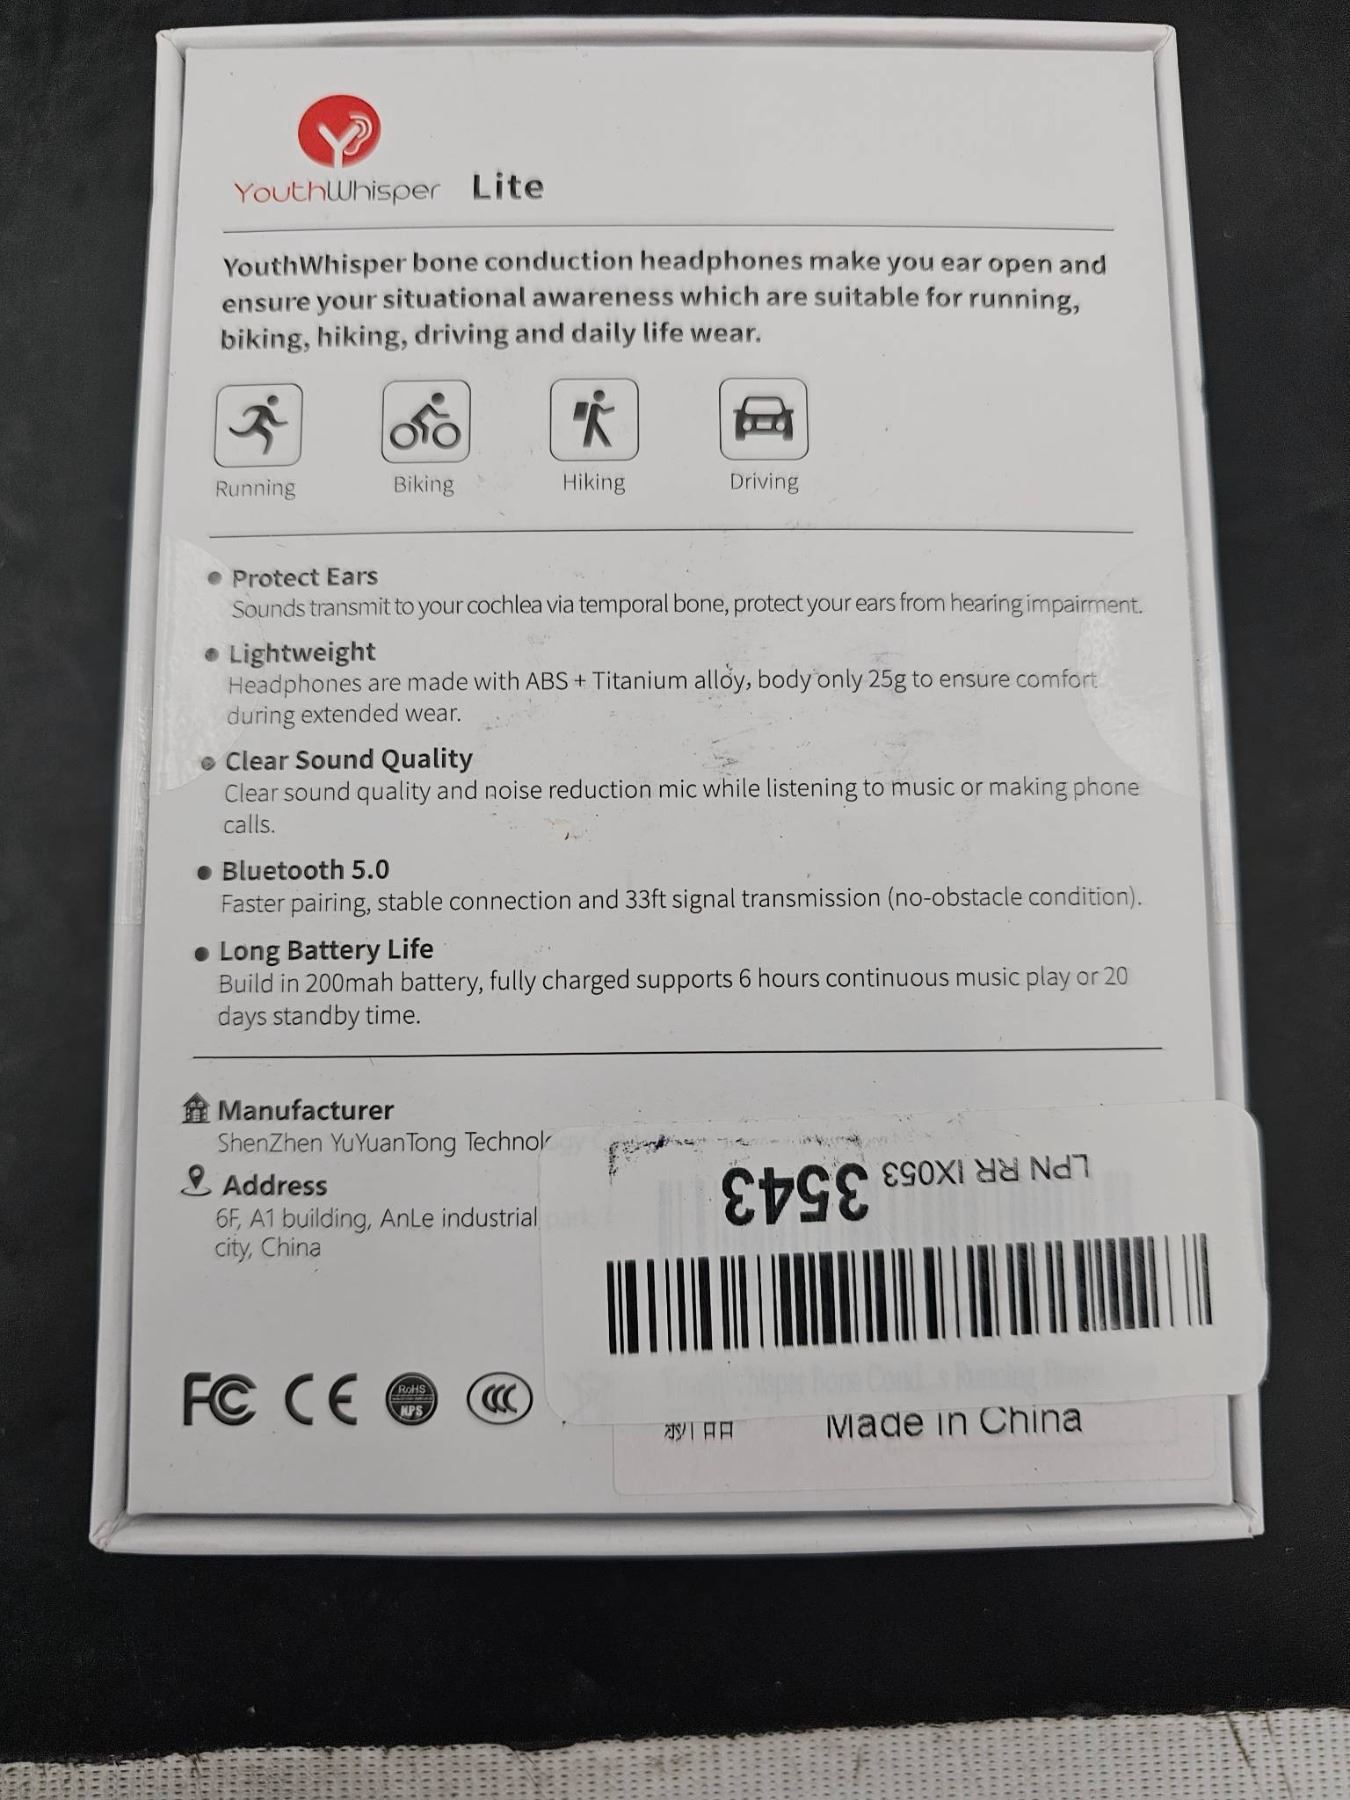 YouthWhisper Lite
YouthWhisper bone conduction headphones make you ear open and
ensure your situational awareness which are suitable for running,
biking, hiking, driving and daily life wear.
Running Biking Hiking Driving
Protect Ears
Sounds transmit to your cochlea via temporal bone, protect your ears from hearing impairment.
Lightweight
Headphones are made with ABS + Titanium alloy, body only 25g to ensure comfort
during extended wear.
Clear Sound Quality
Clear sound quality and noise reduction mic while listening to music or making phone
calls.
Bluetooth 5.0
Faster pairing, stable connection and 33ft signal transmission (no-obstacle condition).
Long Battery Life
Build in 200mah battery, fully charged supports 6 hours continuous music play or 20
days standby time.
Manufacturer
ShenZhen YuYuanTong
Address
6F, A1 building, AnLe industrial
city, China
LPN RR IX053 3543
FC CE RoHS CCC
Made in China